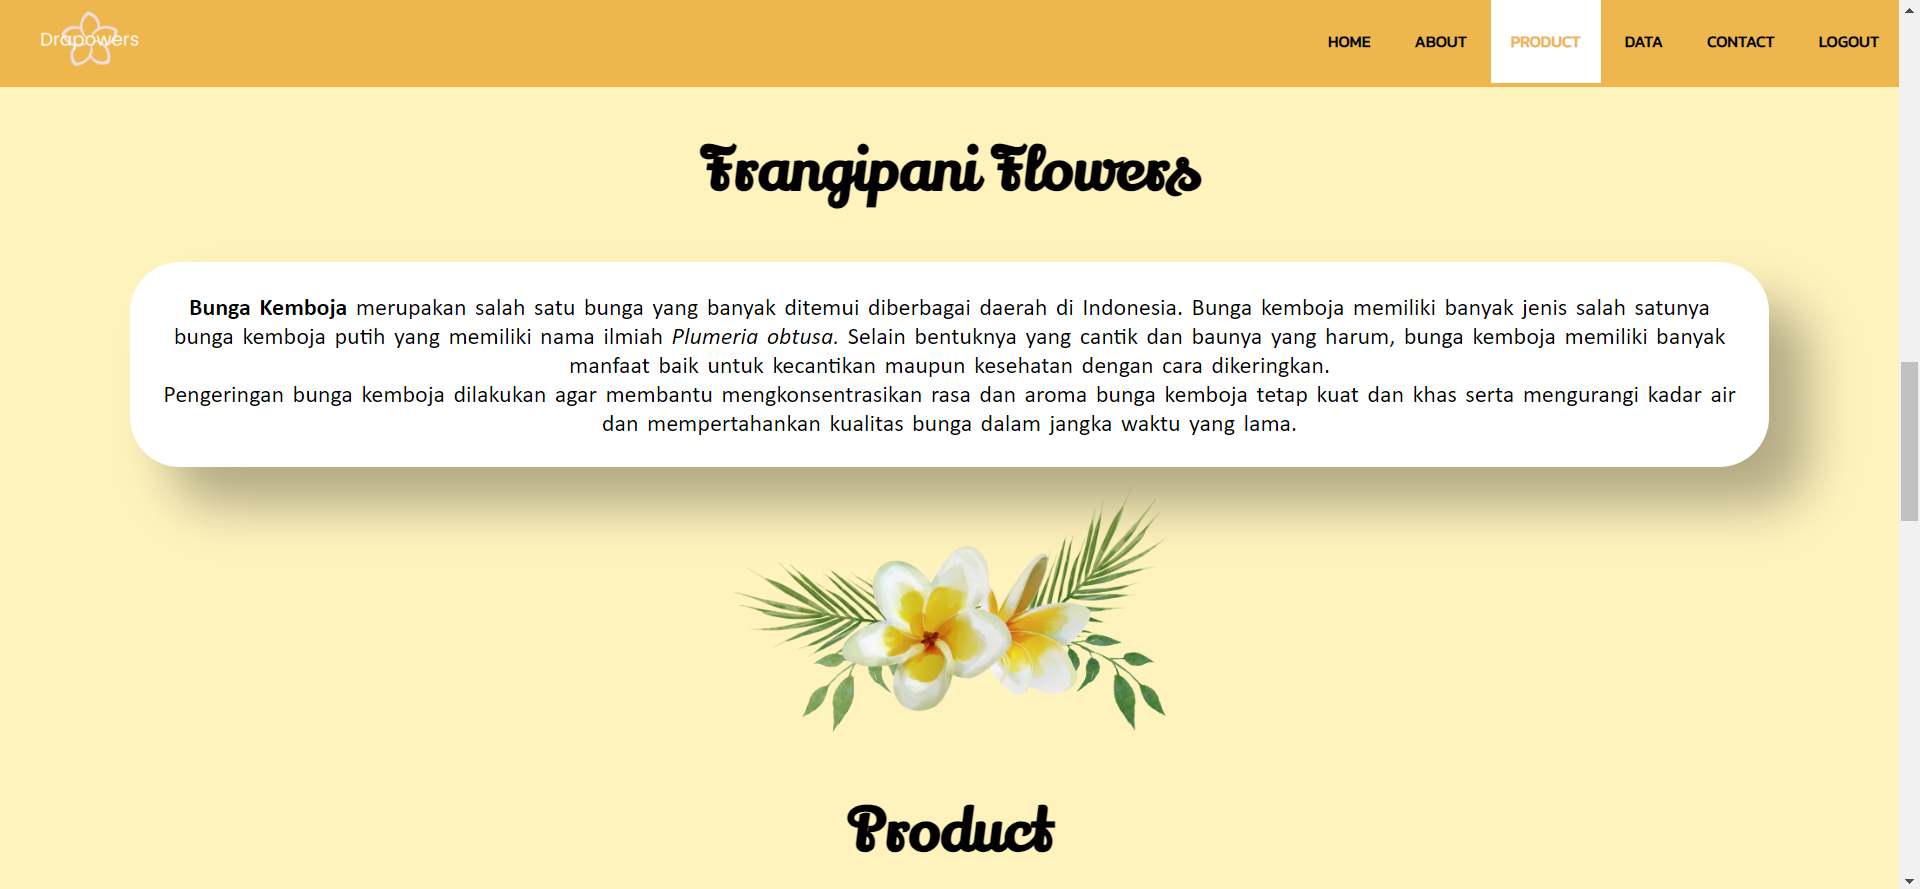 Drapowers
HOME ABOUT PRODUCT DATA CONTACT LOGOUT
Frangipani Flowers
Bunga Kemboja merupakan salah satu bunga yang banyak ditemui diberbagai daerah di Indonesia. Bunga kemboja memiliki banyak jenis salah satunya
bunga kemboja putih yang memiliki nama ilmiah Plumeria obtusa. Selain bentuknya yang cantik dan baunya yang harum, bunga kemboja memiliki banyak
manfaat baik untuk kecantikan maupun kesehatan dengan cara dikeringkan.
Pengeringan bunga kemboja dilakukan agar membantu mengkonsentrasikan rasa dan aroma bunga kemboja tetap kuat dan khas serta mengurangi kadar air
dan mempertahankan kualitas bunga dalam jangka waktu yang lama.
Product